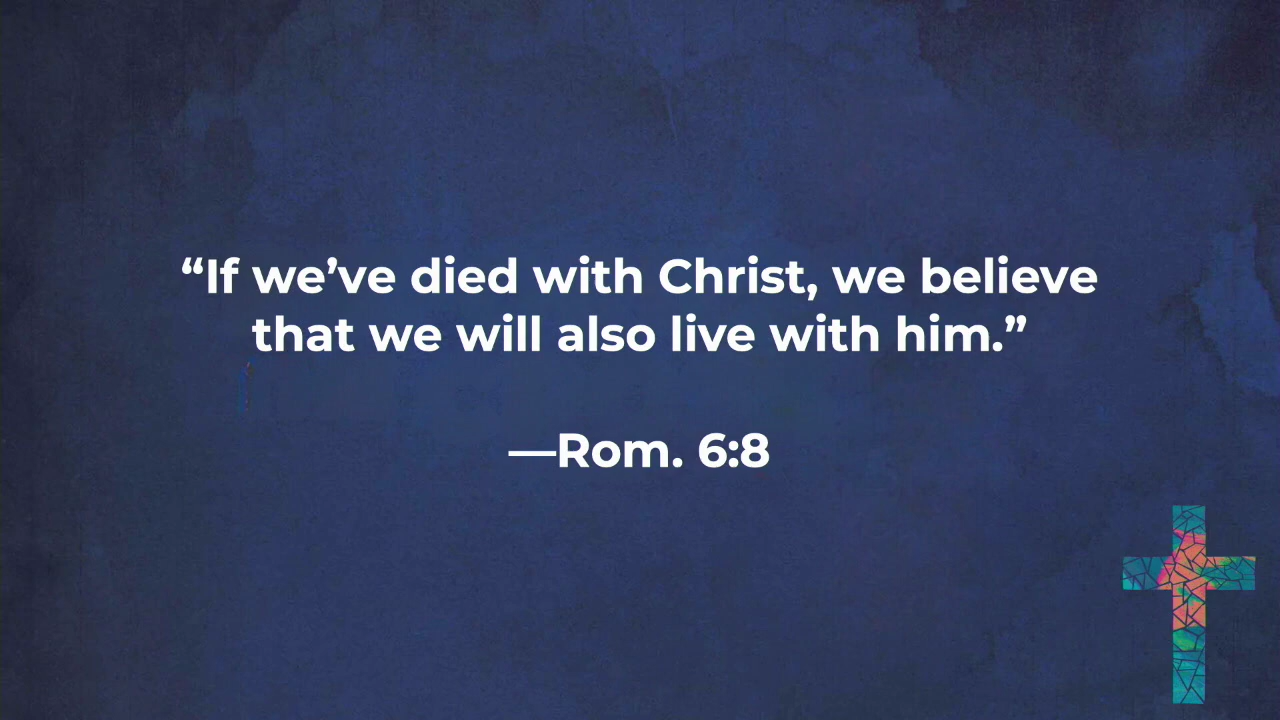 “If we’ve died with Christ, we believe
that we will also live with him.”
—Rom. 6:8